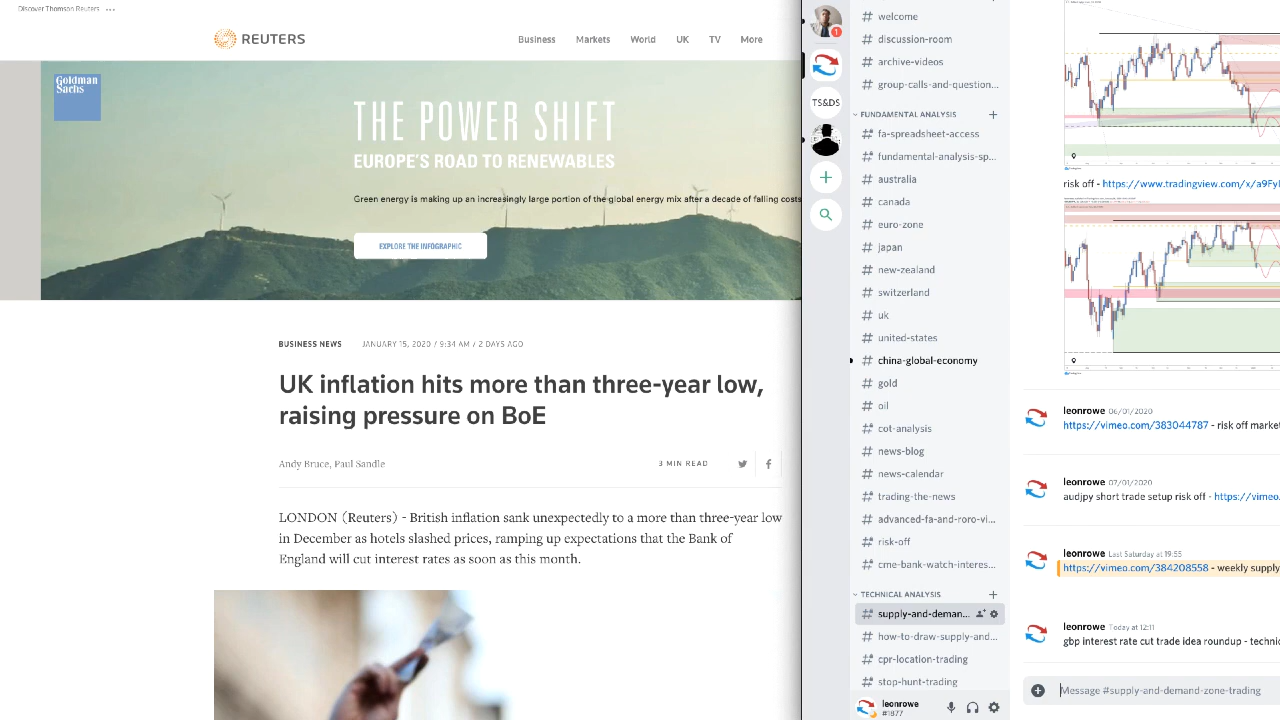 Discover Thomson Reuters •••
REUTERS
Business Markets World UK TV More
Goldman
Sachs
THE POWER SHIFT
EUROPE'S ROAD TO RENEWABLES
Green energy is making up an increasingly large portion of the global energy mix after a decade of falling costs
EXPLORE THE INFOGRAPHIC
BUSINESS NEWS JANUARY 15, 2020 / 9:34 AM / 2 DAYS AGO
UK inflation hits more than three-year low,
raising pressure on BoE
Andy Bruce, Paul Sandle
3 MIN READ
LONDON (Reuters) - British inflation sank unexpectedly to a more than three-year low
in December as hotels slashed prices, ramping up expectations that the Bank of
England will cut interest rates as soon as this month.
1
TS&DS
# welcome
# discussion-room
# archive-videos
# group-calls-and-question...
FUNDAMENTAL ANALYSIS +
# fa-spreadsheet-access
# fundamental-analysis-sp...
# australia
# canada
# euro-zone
# japan
# new-zealand
# switzerland
# uk
# united-states
# china-global-economy
# gold
# oil
# cot-analysis
# news-blog
# news-calendar
# trading-the-news
# advanced-fa-and-roro-vi...
# risk-off
# cme-bank-watch-interes...
TECHNICAL ANALYSIS +
# supply-and-deman...
# how-to-draw-supply-and...
# cpr-location-trading
# stop-hunt-trading
leonrowe
#1877
risk off - https://www.tradingview.com/x/a9Fyl
leonrowe 06/01/2020
https://vimeo.com/383044787 - risk off market
leonrowe 07/01/2020
audjpy short trade setup risk off - https://vimeo.
leonrowe Last Saturday at 19:55
https://vimeo.com/384208558 - weekly supply
leonrowe Today at 12:11
gbp interest rate cut trade idea roundup - technic
Message #supply-and-demand-zone-trading